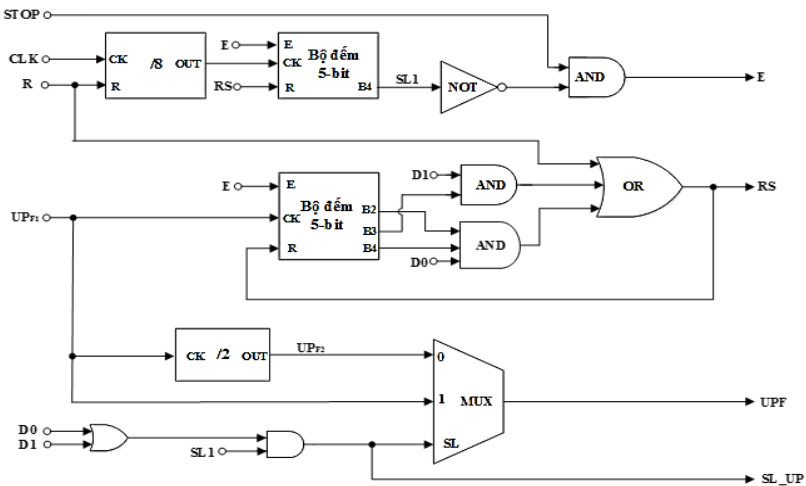 STOP
CLK
R
CK /8 OUT
R
E
RS
E
CK
R
Bộ đếm
5-bit
B4
SL1
NOT
AND
E
E
UPF1
E
CK
R
Bộ đếm
5-bit
B2
B3
B4
D1
AND
AND
D0
OR
RS
CK /2 OUT
UPF2
0
1 MUX
SL
UPF
D0
D1
SL1
SL_UP